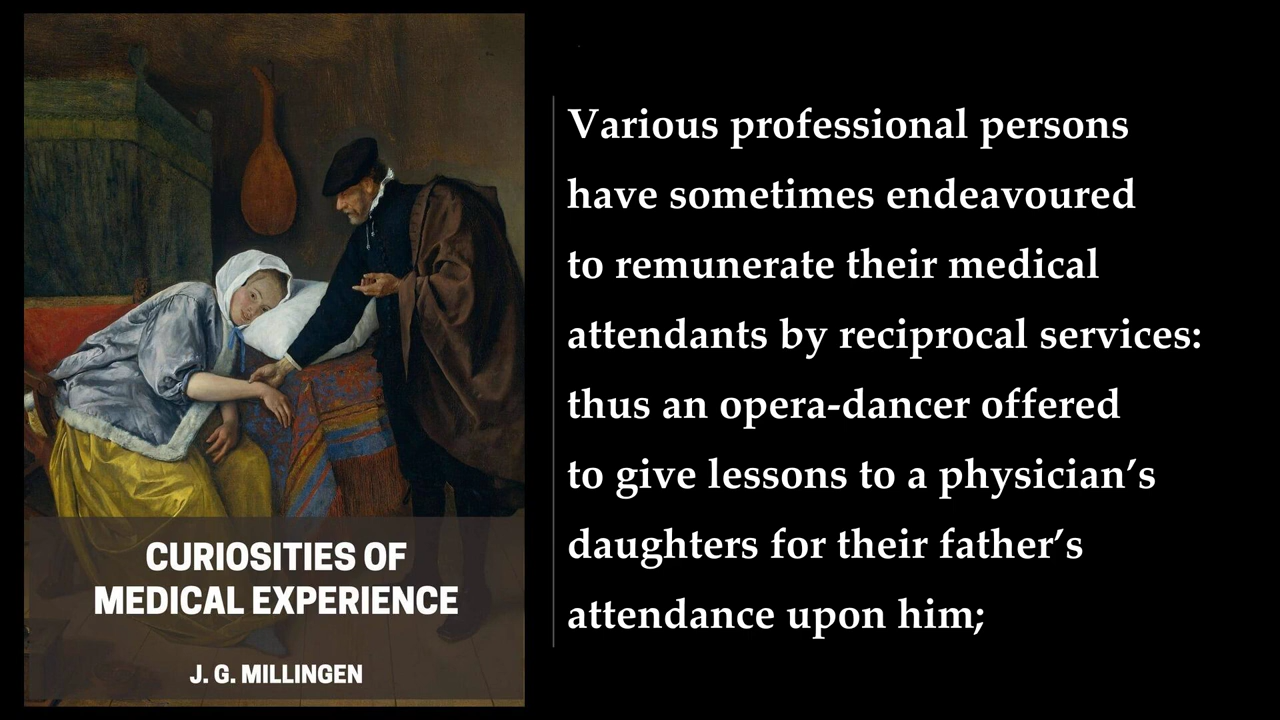 CURIOSITIES OF
MEDICAL EXPERIENCE
J. G. MILLINGEN
Various professional persons
have sometimes endeavoured
to remunerate their medical
attendants by reciprocal services:
thus an opera-dancer offered
to give lessons to a physician’s
daughters for their father’s
attendance upon him;